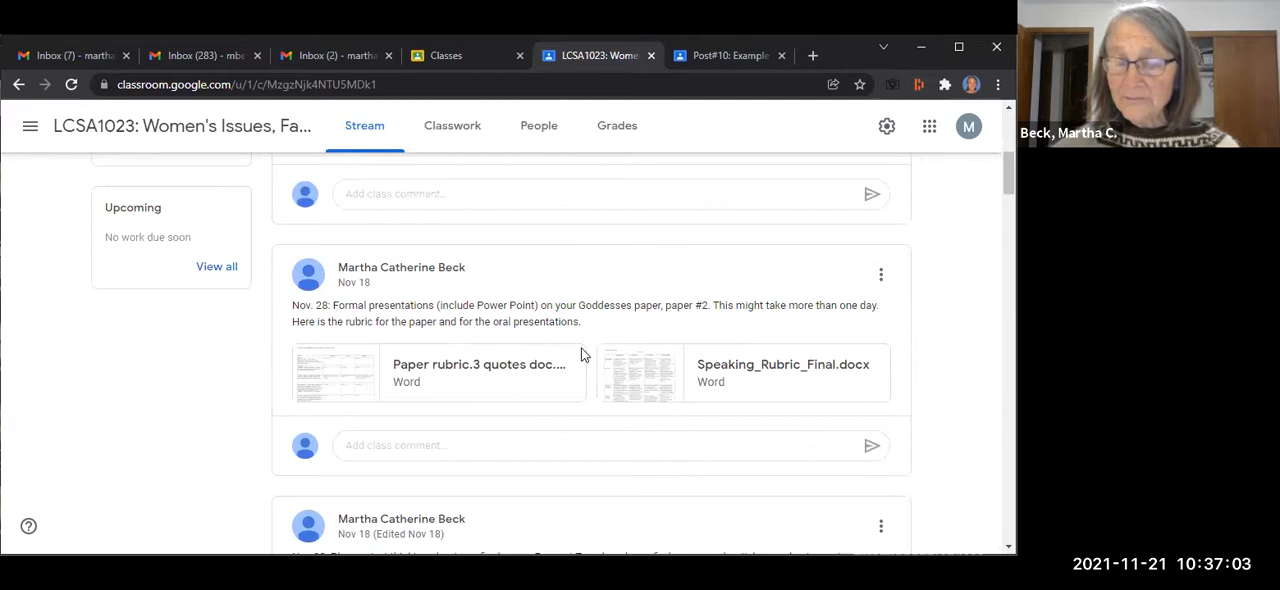 Inbox (7) - martha
Inbox (283) - mbe
Inbox (2) - martha
Classes
LCSA1023: Wome
Post#10: Example
classroom.google.com/u/1/c/MzgzNjk4NTU5MDk1
LCSA1023: Women's Issues, Fa...
Stream
Classwork
People
Grades
M
Beck, Martha C.
Add class comment...
Upcoming
No work due soon
View all
Martha Catherine Beck
Nov 18
Nov. 28: Formal presentations (include Power Point) on your Goddesses paper, paper #2. This might take more than one day.
Here is the rubric for the paper and for the oral presentations.
Paper rubric.3 quotes doc....
Word
Speaking_Rubric_Final.docx
Word
Add class comment...
Martha Catherine Beck
Nov 18 (Edited Nov 18)
2021-11-21 10:37:03